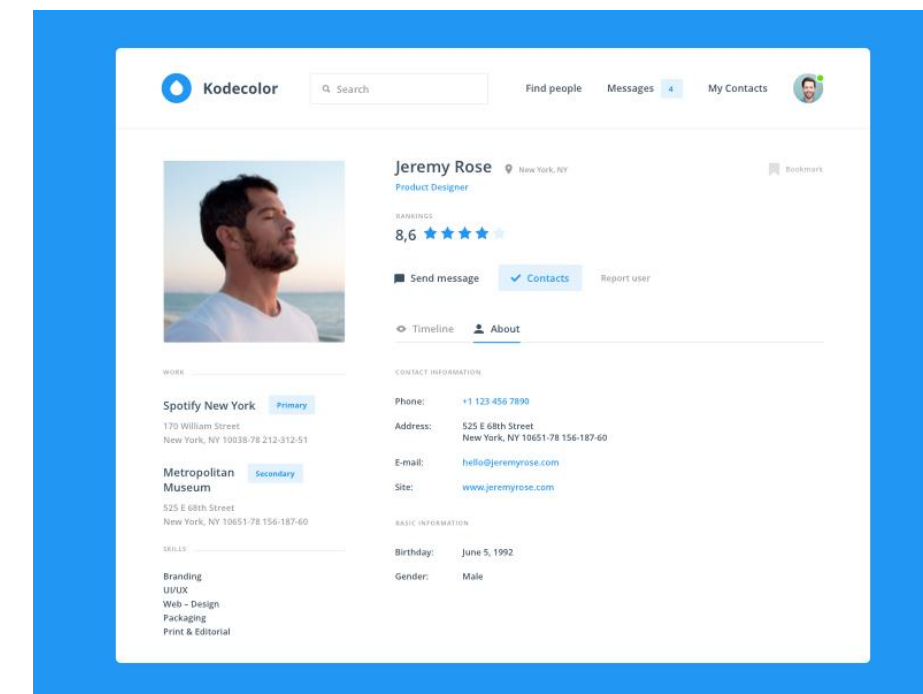 Kodecolor
Search
Find people
Messages 4
My Contacts
Jeremy Rose
New York, NY
Bookmark
Product Designer
RANKINGS
8,6
Send message
Contacts
Report user
Timeline
About
WORK
Spotify New York
Primary
170 William Street
New York, NY 10038-78 212-312-51
Metropolitan
Museum
Secondary
525 E 68th Street
New York, NY 10651-78 156-187-60
SKILLS
Branding
UI/UX
Web – Design
Packaging
Print & Editorial
CONTACT INFORMATION
Phone: +1 123 456 7890
Address: 525 E 68th Street
New York, NY 10651-78 156-187-60
E-mail: hello@jeremyrose.com
Site: www.jeremyrose.com
BASIC INFORMATION
Birthday: June 5, 1992
Gender: Male